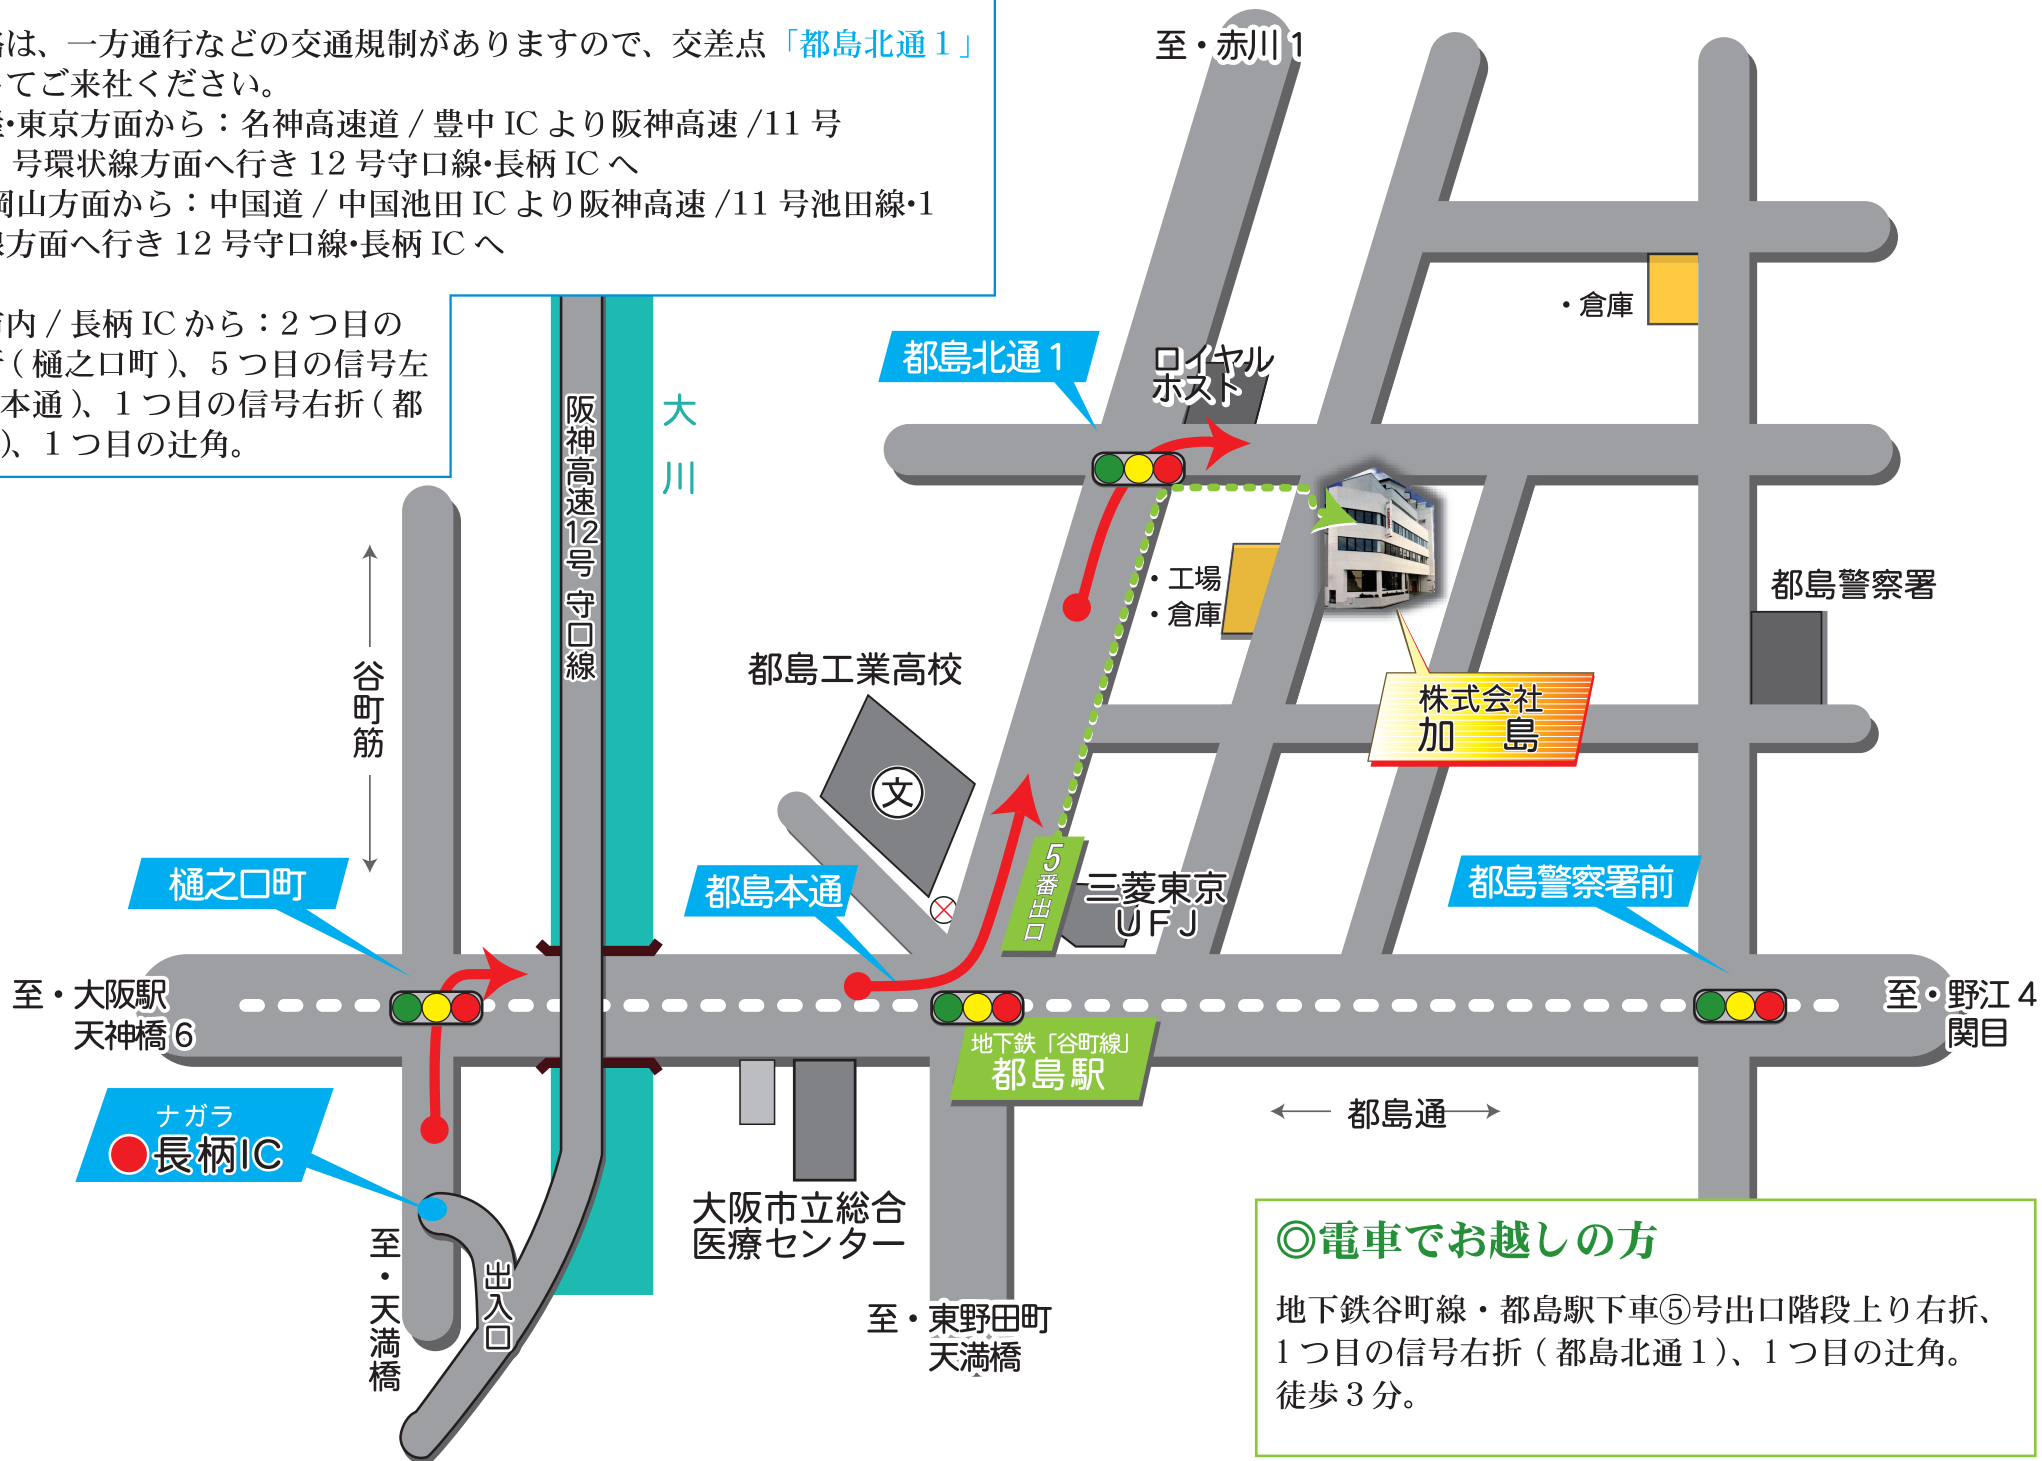 は、一方通行などの交通規制がありますので、交差点「都島北通１」
てご来社ください。
・東京方面から：名神高速道 / 豊中 IC より阪神高速 /11 号
号環状線方面へ行き 12 号守口線・長柄 IC へ
岡山方面から：中国道 / 中国池田 IC より阪神高速 /11 号池田線・1
線方面へ行き 12 号守口線・長柄 IC へ
市内 / 長柄 IC から：２つ目の
( 樋之口町 )、５つ目の信号左
本通 )、１つ目の信号右折 ( 都
)、１つ目の辻角。
至・赤川１
・倉庫
都島北通１
ロイヤル
ホスト
大川
阪神高速12号 守口線
・工場
・倉庫
都島警察署
都島工業高校
文
谷町筋
株式会社
加 島
樋之口町
都島本通
5番出口
三菱東京
UFJ
都島警察署前
至・大阪駅
天神橋６
至・野江４
関目
地下鉄「谷町線」
都島駅
都島通
ナガラ
長柄IC
至・天満橋
出入口
大阪市立総合
医療センター
至・東野田町
天満橋
◎電車でお越しの方
地下鉄谷町線・都島駅下車⑤号出口階段上り右折、
１つ目の信号右折 ( 都島北通１)、１つ目の辻角。
徒歩３分。